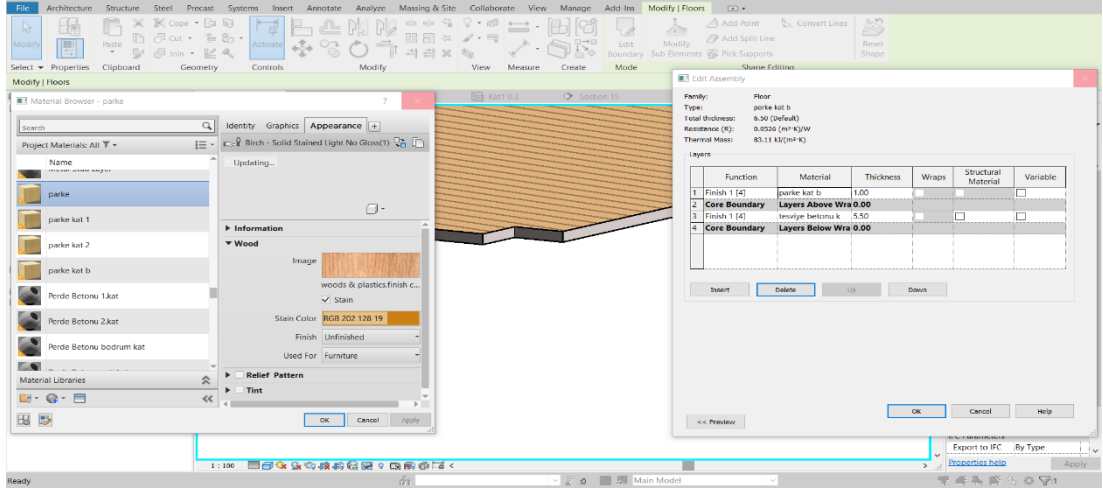 File Architecture Structure Steel Precast Systems Insert Annotate Analyze Massing & Site Collaborate View Manage Add-Ins Modify | Floors
Modify
Paste
Cope
Cut
Join
Activate
Edit Boundary
Modify Sub Elements
Add Point
Add Split Line
Pick Supports
Convert Lines
Reset Shape
Select Properties Clipboard Geometry Controls Modify View Measure Create Mode Shape Editing
Modify | Floors
Kat1 0.3
Section 15
Material Browser - parke
Search
Project Materials: All
Name
Metal Stud Layer
parke
parke kat 1
parke kat 2
parke kat b
Perde Betonu 1.kat
Perde Betonu 2.kat
Perde Betonu bodrum kat
Material Libraries
Identity Graphics Appearance
Birch - Solid Stained Light No Gloss(1)
Updating...
Information
Wood
Image
woods & plastics.finish c...
Stain
Stain Color RGB 202 128 19
Finish Unfinished
Used For Furniture
Relief Pattern
Tint
OK Cancel Apply
Edit Assembly
Family: Floor
Type: parke kat b
Total thickness: 6.50 (Default)
Resistance (R): 0.0526 (m²·K)/W
Thermal Mass: 83.11 kJ/(m²·K)
Layers
Function Material Thickness Wraps Structural Material Variable
1 Finish 1 [4] parke kat b 1.00
2 Core Boundary Layers Above Wra 0.00
3 Finish 1 [4] tesviye betonu k 5.50
4 Core Boundary Layers Below Wra 0.00
Insert Delete Up Down
OK Cancel Help
<< Preview
IFC Parameters
Export to IFC By Type
Properties help Apply
1 : 100
Ready
:0
Main Model
:1